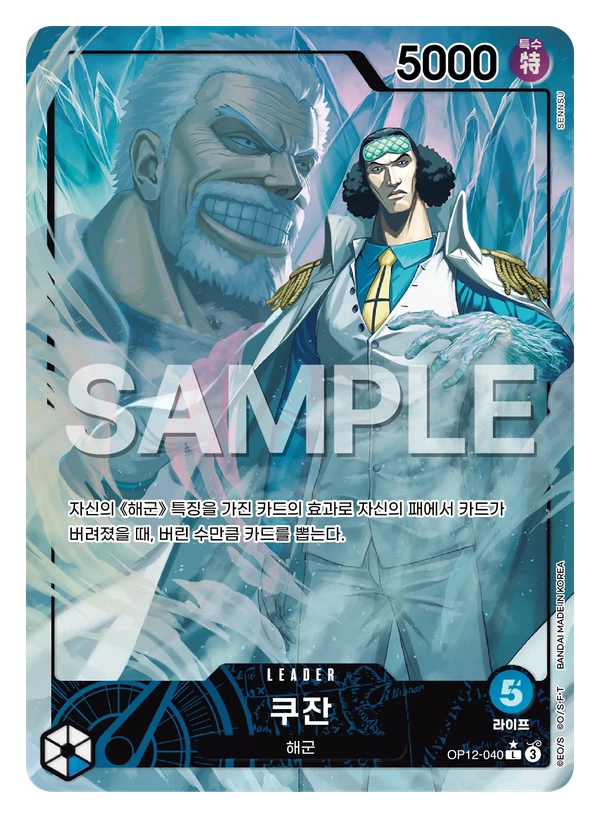 5000
특수
特
SENNSU
SAMPLE
자신의 《해군》 특징을 가진 카드의 효과로 자신의 패에서 카드가
버려졌을 때, 버린 수만큼 카드를 뽑는다.
LEADER
쿠잔
해군
5
라이프
OP12-040 L 3
©EO/S ©O/S·F·T BANDAI MADE IN KOREA